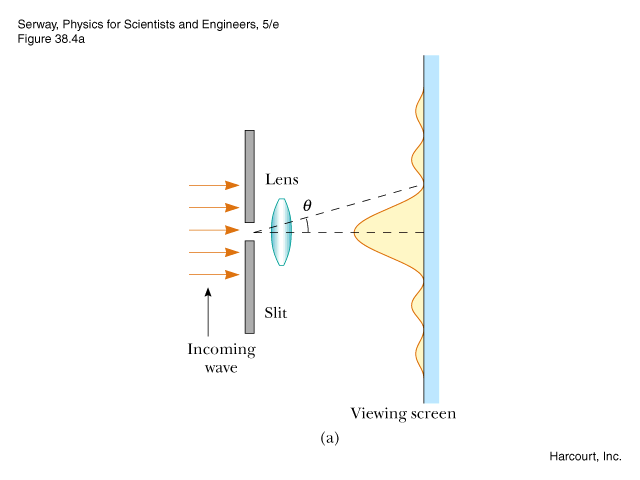 Serway, Physics for Scientists and Engineers, 5/e
Figure 38.4a
Lens
θ
Slit
Incoming
wave
Viewing screen
(a)
Harcourt, Inc.